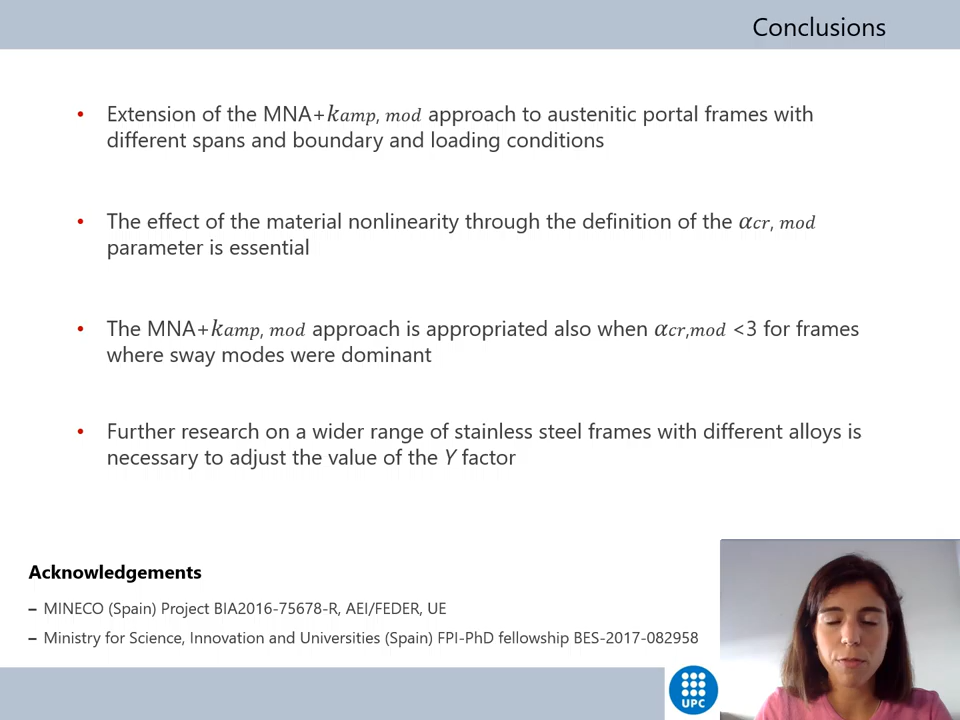 Conclusions
• Extension of the MNA+kamp, mod approach to austenitic portal frames with
different spans and boundary and loading conditions
• The effect of the material nonlinearity through the definition of the αcr, mod
parameter is essential
• The MNA+kamp, mod approach is appropriated also when αcr,mod <3 for frames
where sway modes were dominant
• Further research on a wider range of stainless steel frames with different alloys is
necessary to adjust the value of the Y factor
Acknowledgements
– MINECO (Spain) Project BIA2016-75678-R, AEI/FEDER, UE
– Ministry for Science, Innovation and Universities (Spain) FPI-PhD fellowship BES-2017-082958
UPC